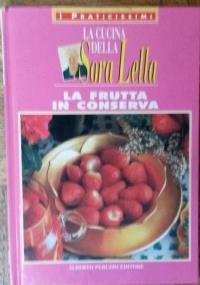 I PRATICISSIMI
LA CUCINA
DELLA
Sora Lella
LA FRUTTA
IN CONSERVA
ALBERTO PERUZZO EDITORE